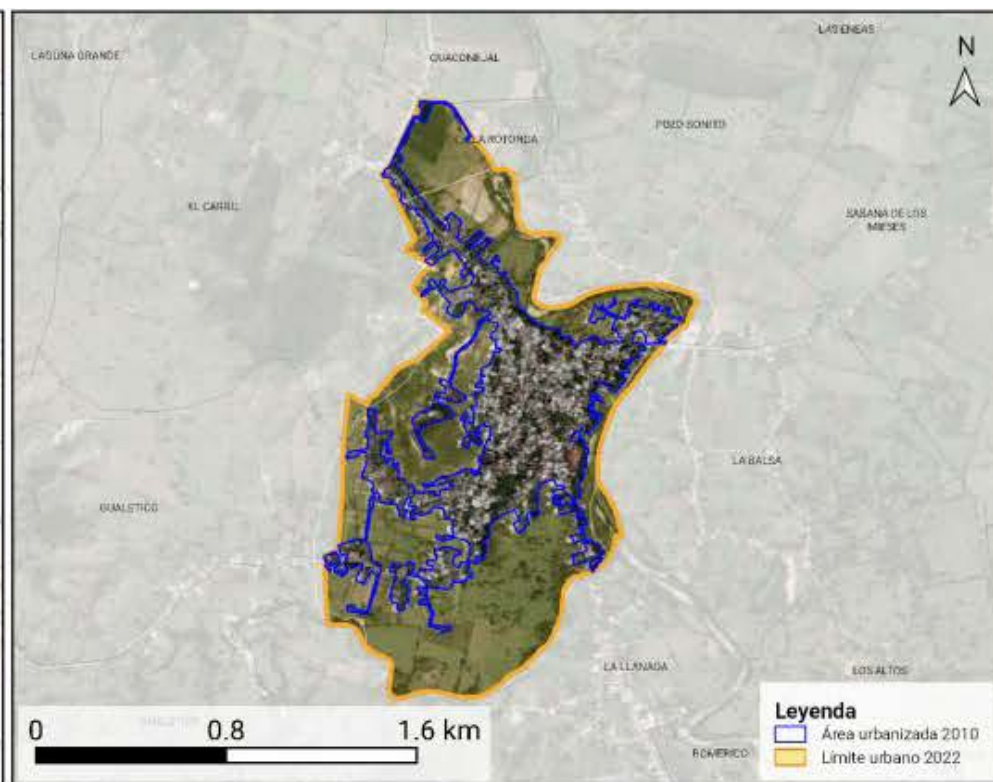 LAS ENEAS
LAGUNA GRANDE
GUACONEJAL
N
POZO BONITO
LA ROTONDA
EL CARRIL
SABANA DE LOS
MIESES
LA BALSA
GUALETICO
LA LLANADA
LOS ALTOS
ROMERICO
0 0.8 1.6 km
Leyenda
Área urbanizada 2010
Límite urbano 2022